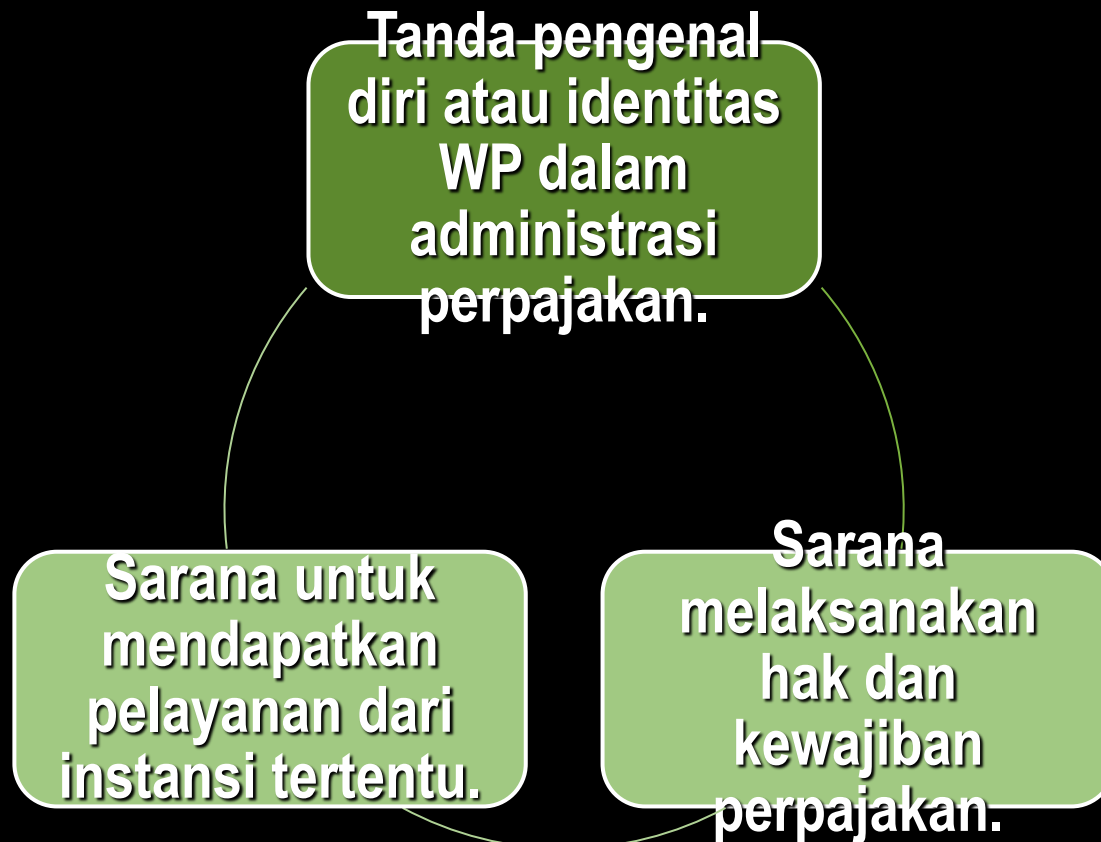 Tanda pengenal
diri atau identitas
WP dalam
administrasi
perpajakan.
Sarana
melaksanakan
hak dan
kewajiban
perpajakan.
Sarana untuk
mendapatkan
pelayanan dari
instansi tertentu.